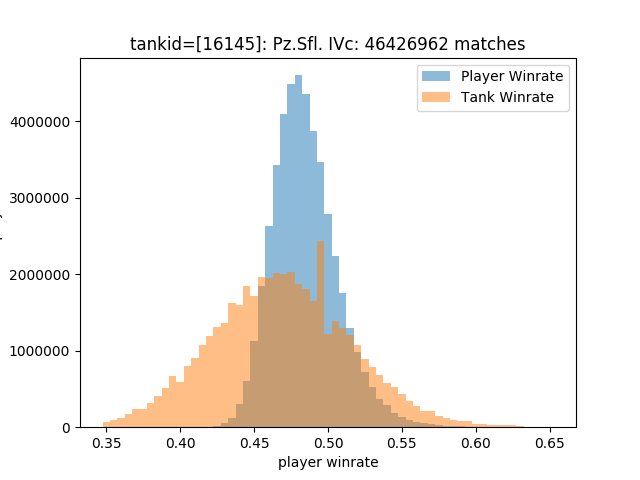 tankid=[16145]: Pz.Sfl. IVc: 46426962 matches
Player Winrate
Tank Winrate
4000000
3000000
2000000
1000000
0
0.35 0.40 0.45 0.50 0.55 0.60 0.65
player winrate